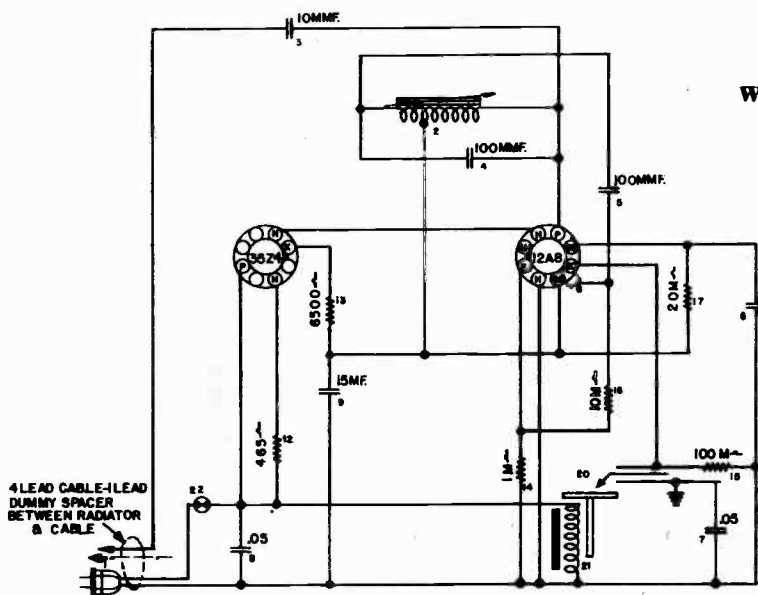 10MMF.
3
W
2
100MMF.
4
100MMF.
5
35Z4
H
K
P
H
12A8
H
P
K
H
G
6500~
13
20M~
17
6
15MF.
9
465~
12
10M~
16
1M~
14
100M~
15
20
4 LEAD CABLE-1 LEAD
DUMMY SPACER
BETWEEN RADIATOR
& CABLE
22
.05
8
21
.05
7